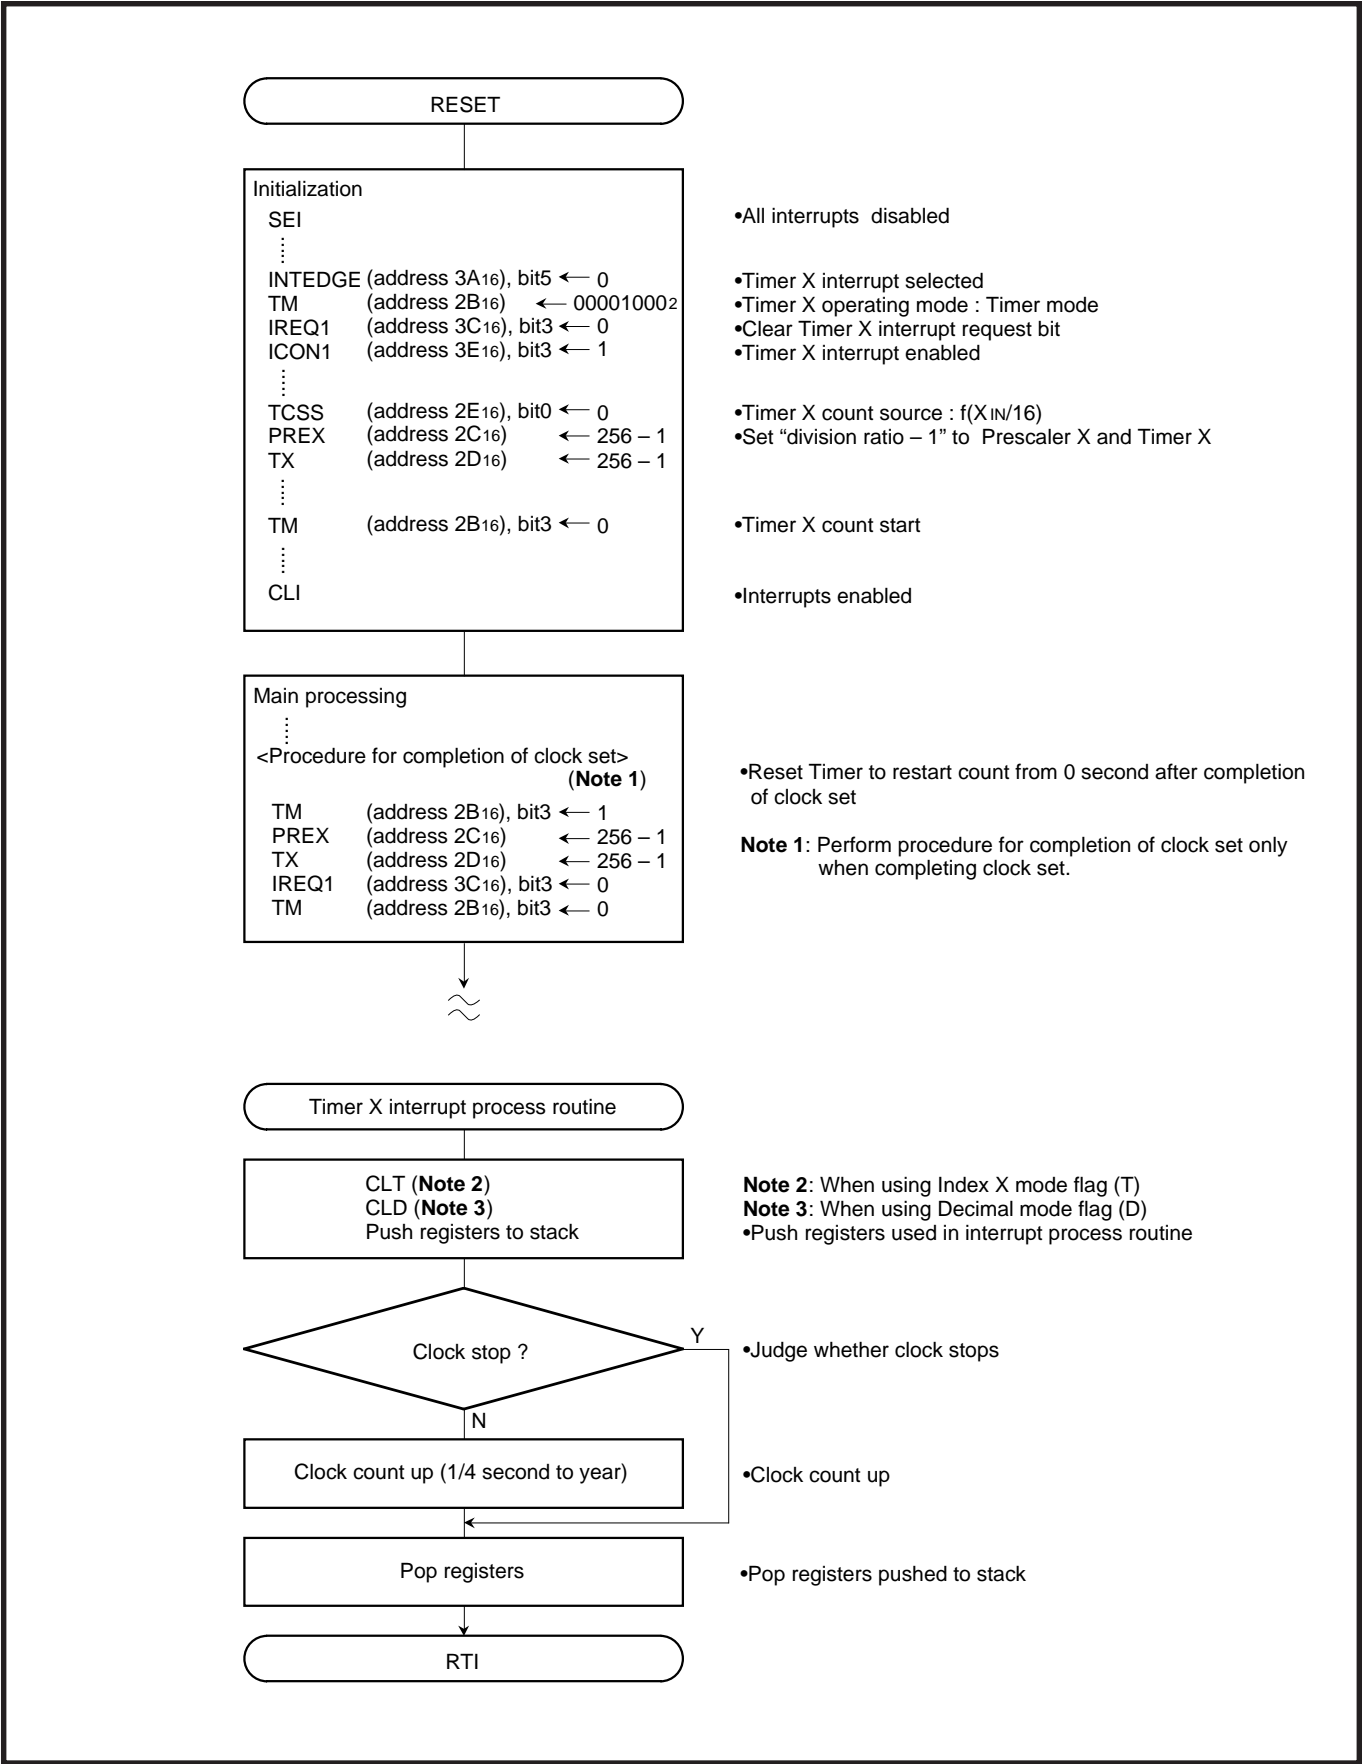 RESET
Initialization
SEI •All interrupts disabled
INTEDGE (address 3A16), bit5 ← 0 •Timer X interrupt selected
TM (address 2B16) ← 000010002 •Timer X operating mode : Timer mode
IREQ1 (address 3C16), bit3 ← 0 •Clear Timer X interrupt request bit
ICON1 (address 3E16), bit3 ← 1 •Timer X interrupt enabled
TCSS (address 2E16), bit0 ← 0 •Timer X count source : f(XIN/16)
PREX (address 2C16) ← 256 – 1 •Set “division ratio – 1” to Prescaler X and Timer X
TX (address 2D16) ← 256 – 1
TM (address 2B16), bit3 ← 0 •Timer X count start
CLI •Interrupts enabled
Main processing
<Procedure for completion of clock set>
(Note 1)
•Reset Timer to restart count from 0 second after completion
of clock set
TM (address 2B16), bit3 ← 1
PREX (address 2C16) ← 256 – 1
TX (address 2D16) ← 256 – 1
IREQ1 (address 3C16), bit3 ← 0
TM (address 2B16), bit3 ← 0
Note 1: Perform procedure for completion of clock set only
when completing clock set.
Timer X interrupt process routine
CLT (Note 2)
CLD (Note 3)
Push registers to stack
Note 2: When using Index X mode flag (T)
Note 3: When using Decimal mode flag (D)
•Push registers used in interrupt process routine
Clock stop ?
Y
•Judge whether clock stops
N
Clock count up (1/4 second to year)
•Clock count up
Pop registers
•Pop registers pushed to stack
RTI